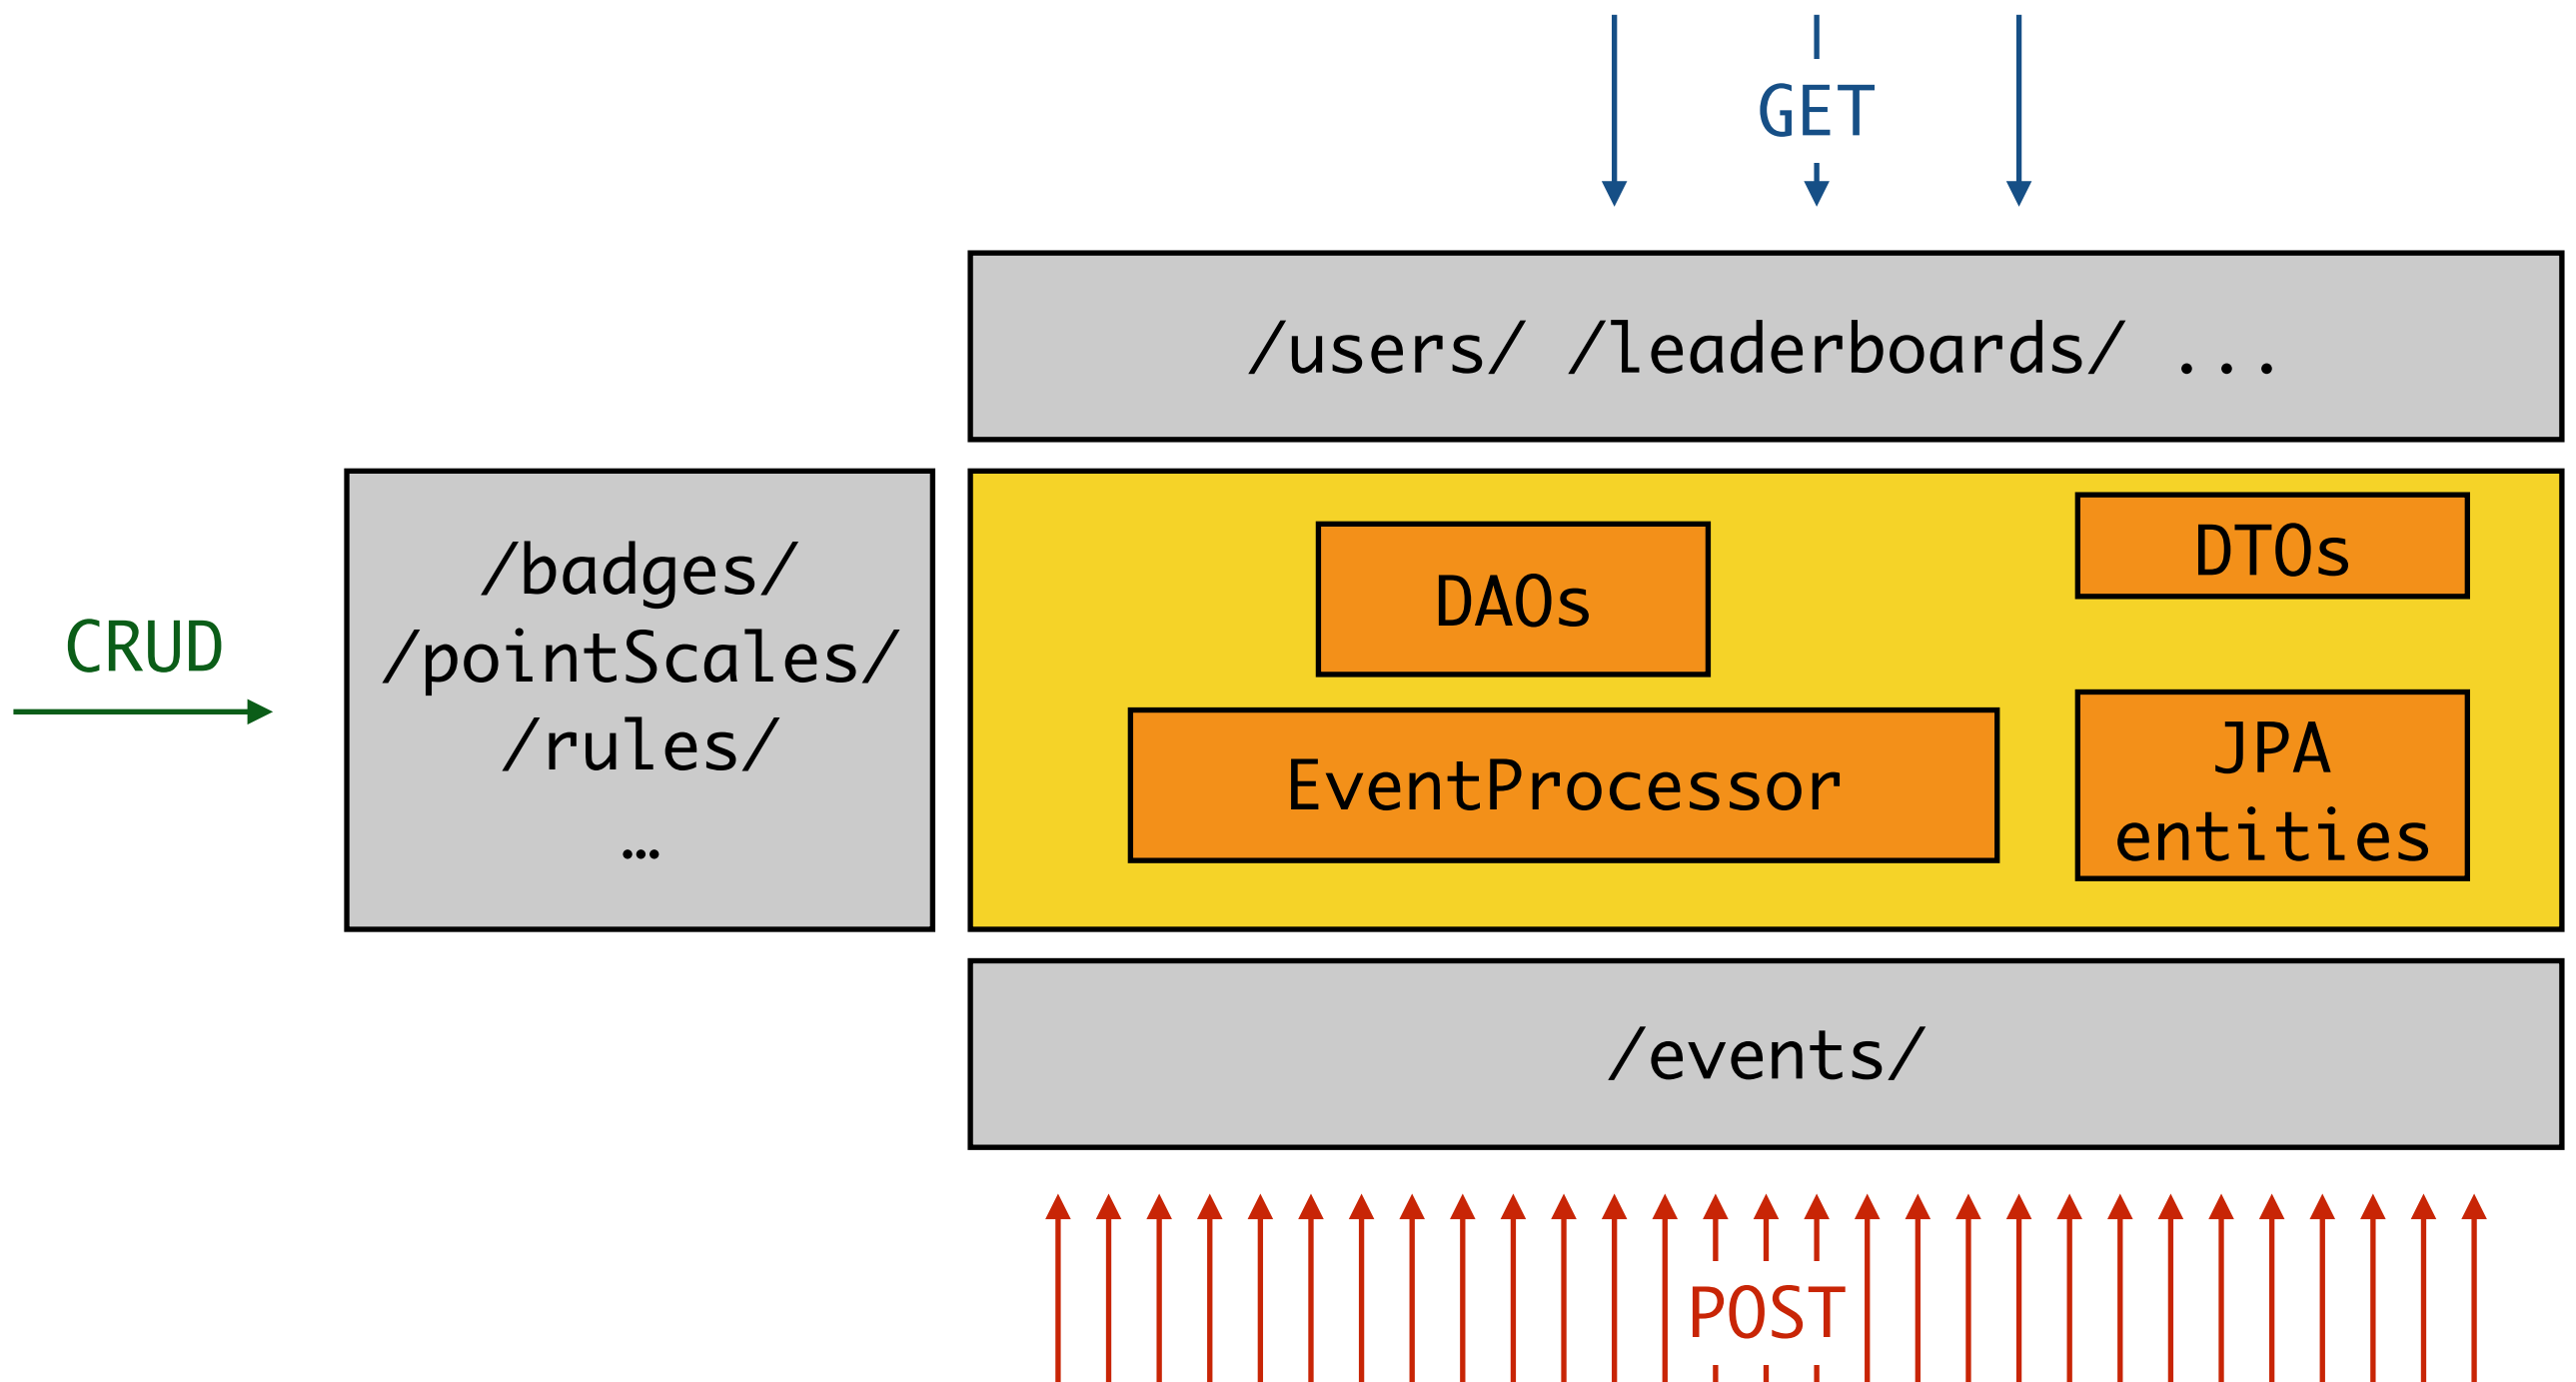 GET
/users/ /leaderboards/ ...
CRUD
/badges/
/pointScales/
/rules/
…
DAOs
DTOs
EventProcessor
JPA
entities
/events/
POST